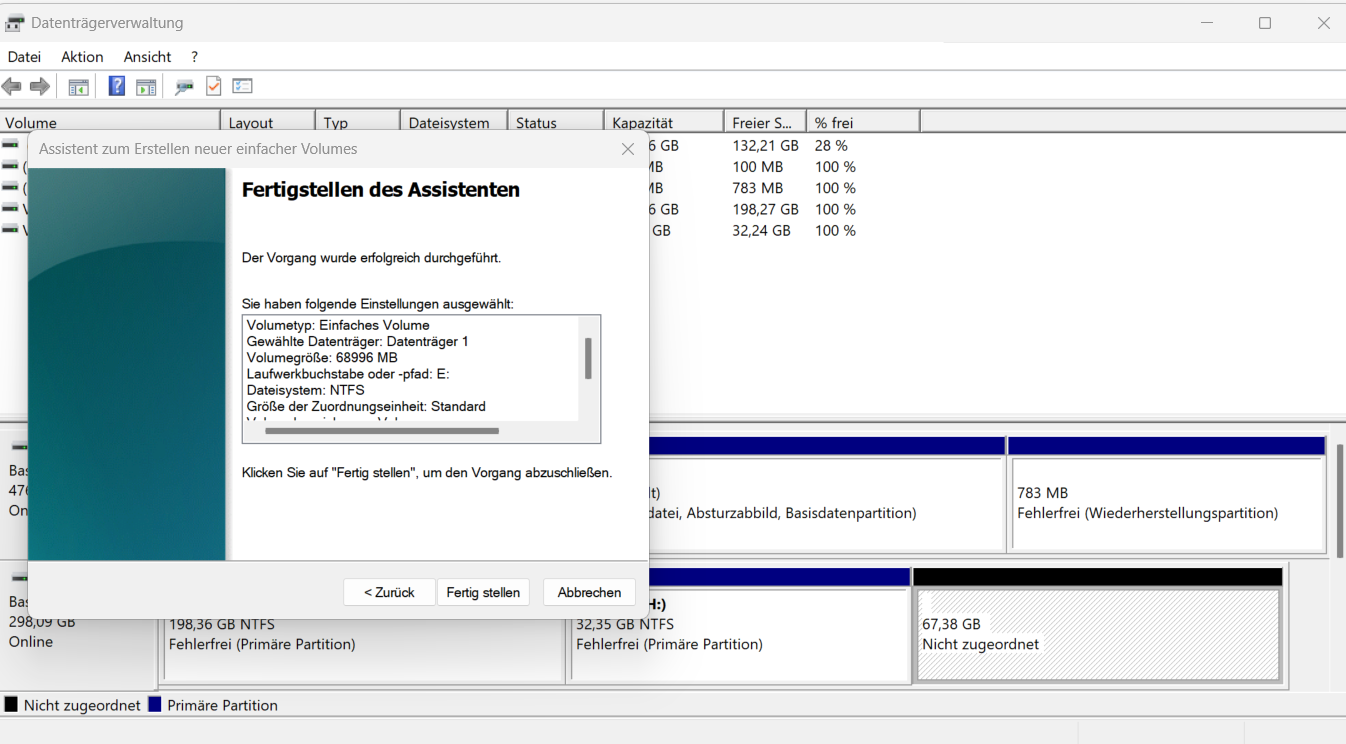 Datenträgerverwaltung
Datei Aktion Ansicht ?
Volume Layout Typ Dateisystem Status Kapazität Freier S... % frei
6 GB 132,21 GB 28 %
MB 100 MB 100 %
MB 783 MB 100 %
6 GB 198,27 GB 100 %
GB 32,24 GB 100 %
Assistent zum Erstellen neuer einfacher Volumes
Fertigstellen des Assistenten
Der Vorgang wurde erfolgreich durchgeführt.
Sie haben folgende Einstellungen ausgewählt:
Volumetyp: Einfaches Volume
Gewählte Datenträger: Datenträger 1
Volumegröße: 68996 MB
Laufwerkbuchstabe oder -pfad: E:
Dateisystem: NTFS
Größe der Zuordnungseinheit: Standard
Klicken Sie auf "Fertig stellen", um den Vorgang abzuschließen.
< Zurück Fertig stellen Abbrechen
Bas
476
On
lt)
datei, Absturzabbild, Basisdatenpartition)
783 MB
Fehlerfrei (Wiederherstellungspartition)
Bas
298,09 GB
Online
198,36 GB NTFS
Fehlerfrei (Primäre Partition)
H:)
32,35 GB NTFS
Fehlerfrei (Primäre Partition)
67,38 GB
Nicht zugeordnet
Nicht zugeordnet Primäre Partition